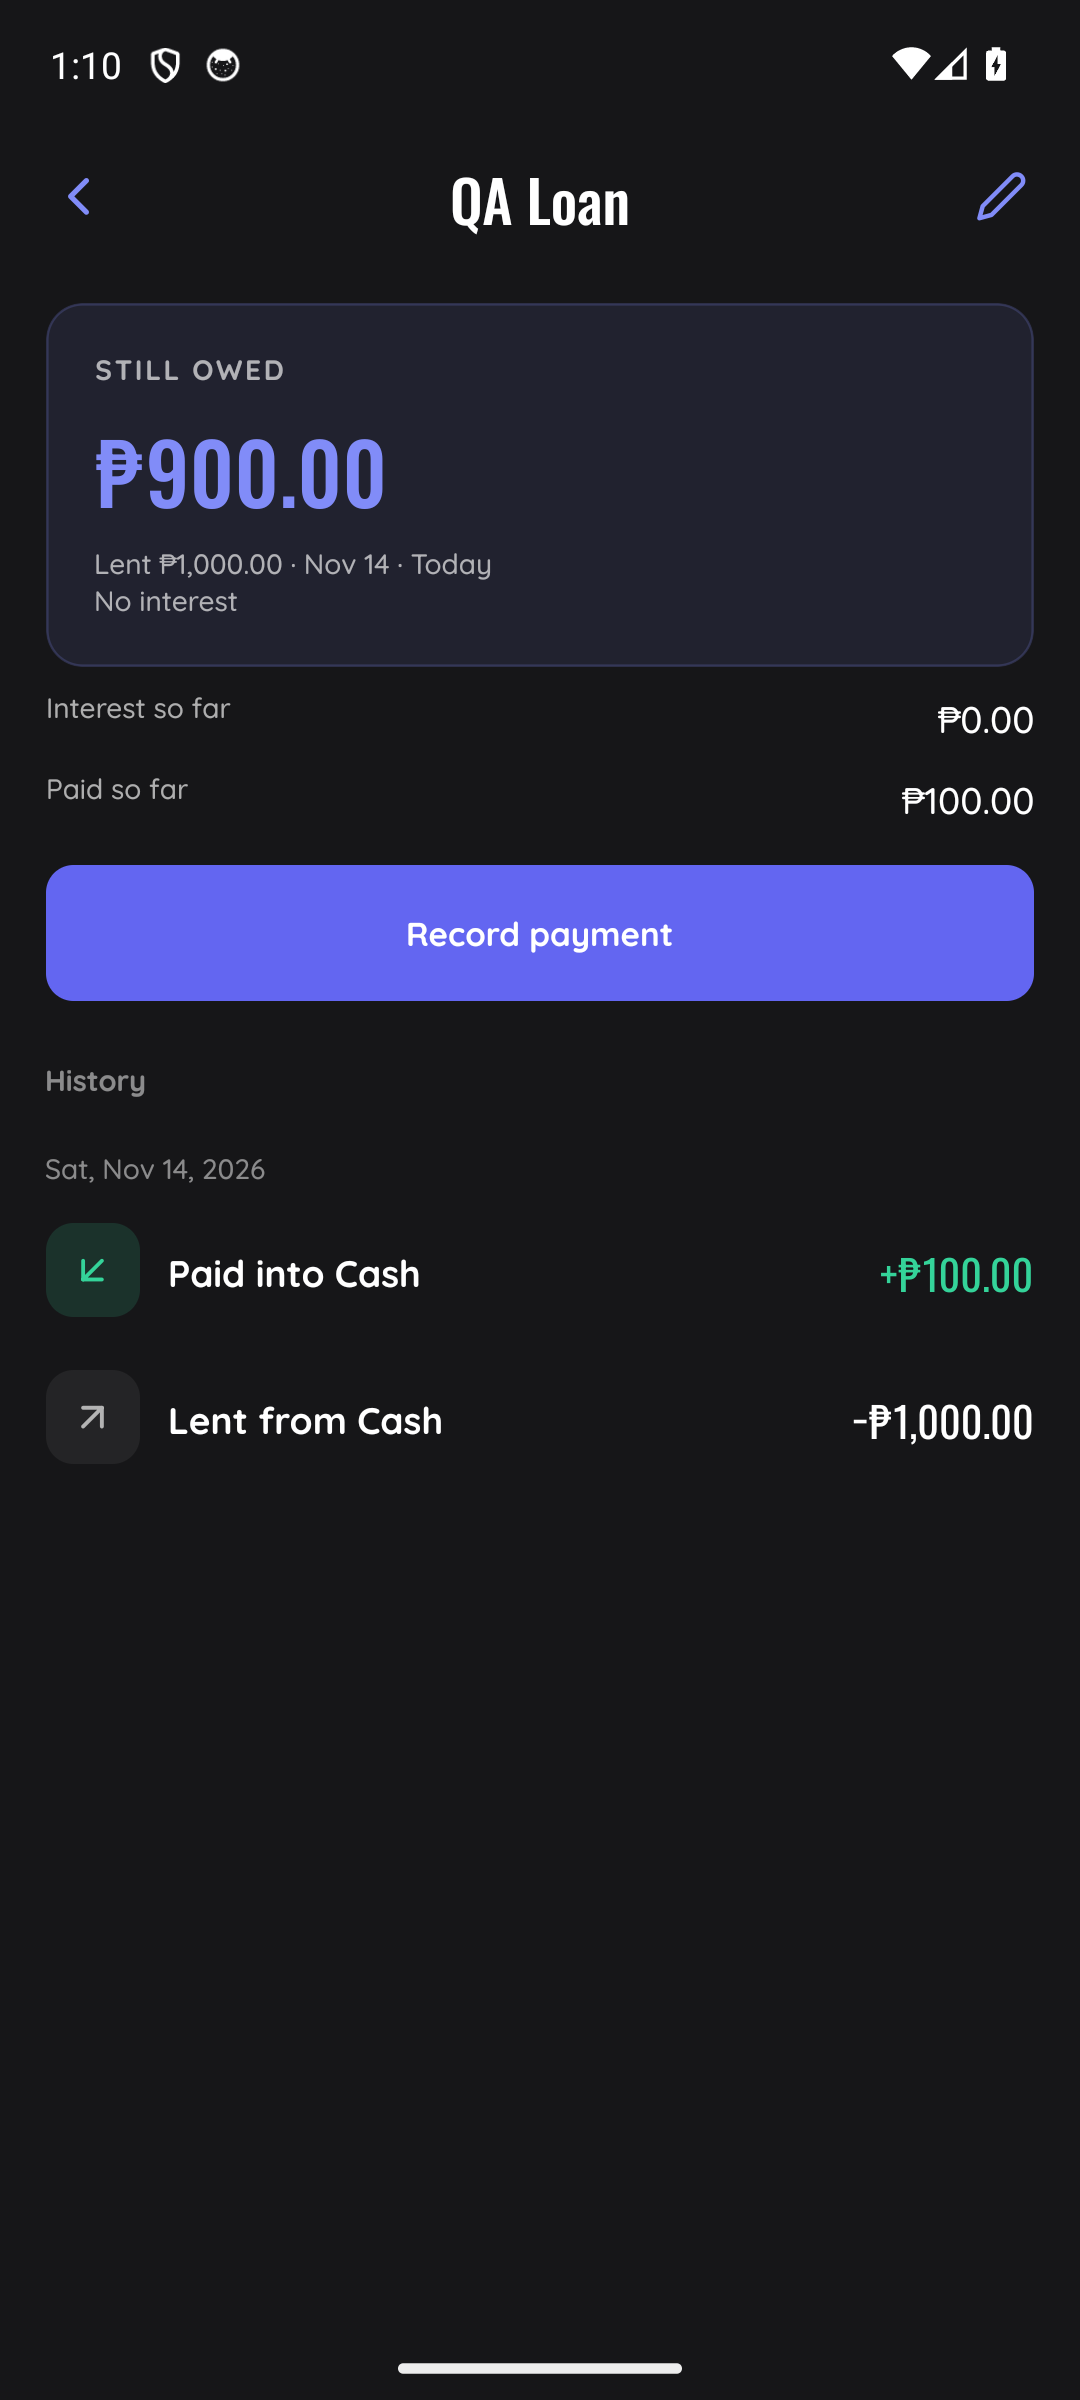 1:10
QA Loan
STILL OWED
₱900.00
Lent ₱1,000.00 · Nov 14 · Today
No interest
Interest so far
₱0.00
Paid so far
₱100.00
Record payment
History
Sat, Nov 14, 2026
Paid into Cash
+₱100.00
Lent from Cash
-₱1,000.00